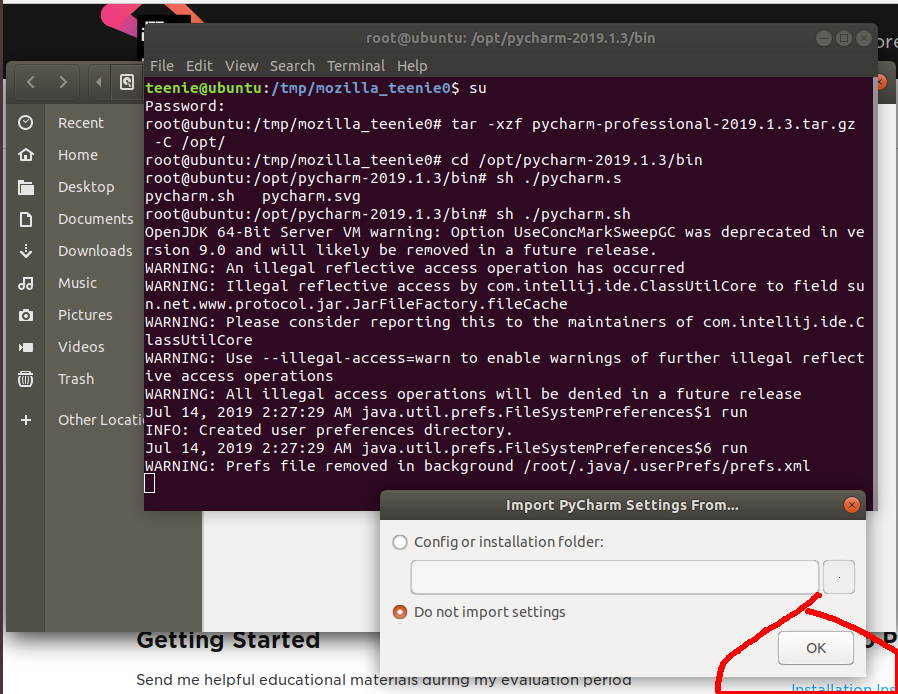 root@ubuntu: /opt/pycharm-2019.1.3/bin
File Edit View Search Terminal Help
teenie@ubuntu:/tmp/mozilla_teenie0$ su
Password:
root@ubuntu:/tmp/mozilla_teenie0# tar -xzf pycharm-professional-2019.1.3.tar.gz
-C /opt/
root@ubuntu:/tmp/mozilla_teenie0# cd /opt/pycharm-2019.1.3/bin
root@ubuntu:/opt/pycharm-2019.1.3/bin# sh ./pycharm.s
pycharm.sh pycharm.svg
root@ubuntu:/opt/pycharm-2019.1.3/bin# sh ./pycharm.sh
OpenJDK 64-Bit Server VM warning: Option UseConcMarkSweepGC was deprecated in ve
rsion 9.0 and will likely be removed in a future release.
WARNING: An illegal reflective access operation has occurred
WARNING: Illegal reflective access by com.intellij.ide.ClassUtilCore to field su
n.net.www.protocol.jar.JarFileFactory.fileCache
WARNING: Please consider reporting this to the maintainers of com.intellij.ide.C
lassUtilCore
WARNING: Use --illegal-access=warn to enable warnings of further illegal reflect
ive access operations
WARNING: All illegal access operations will be denied in a future release
Jul 14, 2019 2:27:29 AM java.util.prefs.FileSystemPreferences$1 run
INFO: Created user preferences directory.
Jul 14, 2019 2:27:29 AM java.util.prefs.FileSystemPreferences$6 run
WARNING: Prefs file removed in background /root/.java/.userPrefs/prefs.xml
Recent
Home
Desktop
Documents
Downloads
Music
Pictures
Videos
Trash
+ Other Locati
Import PyCharm Settings From...
Config or installation folder:
.
Do not import settings
OK
Getting Started
Send me helpful educational materials during my evaluation period
Installation Ins